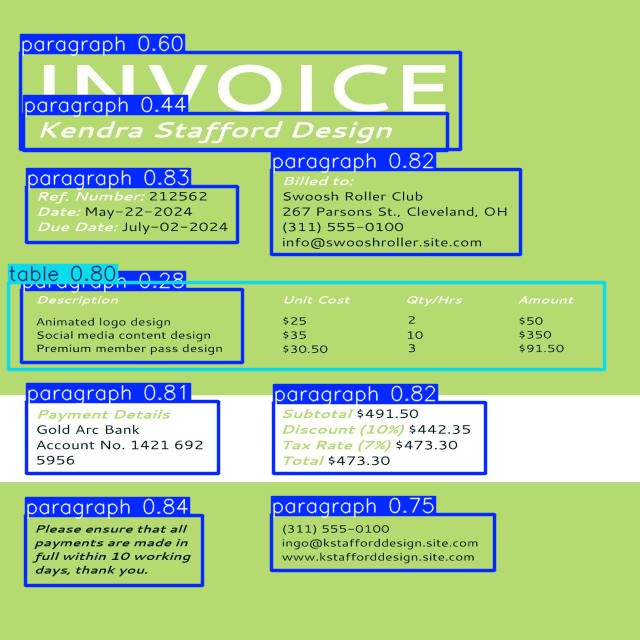 paragraph 0.60
INVOICE
paragraph 0.44
Kendra Stafford Design
paragraph 0.83
Ref. Number: 212562
Date: May-22-2024
Due Date: July-02-2024
paragraph 0.82
Billed to:
Swoosh Roller Club
267 Parsons St., Cleveland, OH
(311) 555-0100
info@swooshroller.site.com
table 0.80
paragraph 0.28
Description Unit Cost Qty/Hrs Amount
Animated logo design $25 2 $50
Social media content design $35 10 $350
Premium member pass design $30.50 3 $91.50
paragraph 0.81
Payment Details
Gold Arc Bank
Account No. 1421 692
5956
paragraph 0.82
Subtotal $491.50
Discount (10%) $442.35
Tax Rate (7%) $473.30
Total $473.30
paragraph 0.84
Please ensure that all
payments are made in
full within 10 working
days, thank you.
paragraph 0.75
(311) 555-0100
ingo@kstafforddesign.site.com
www.kstafforddesign.site.com